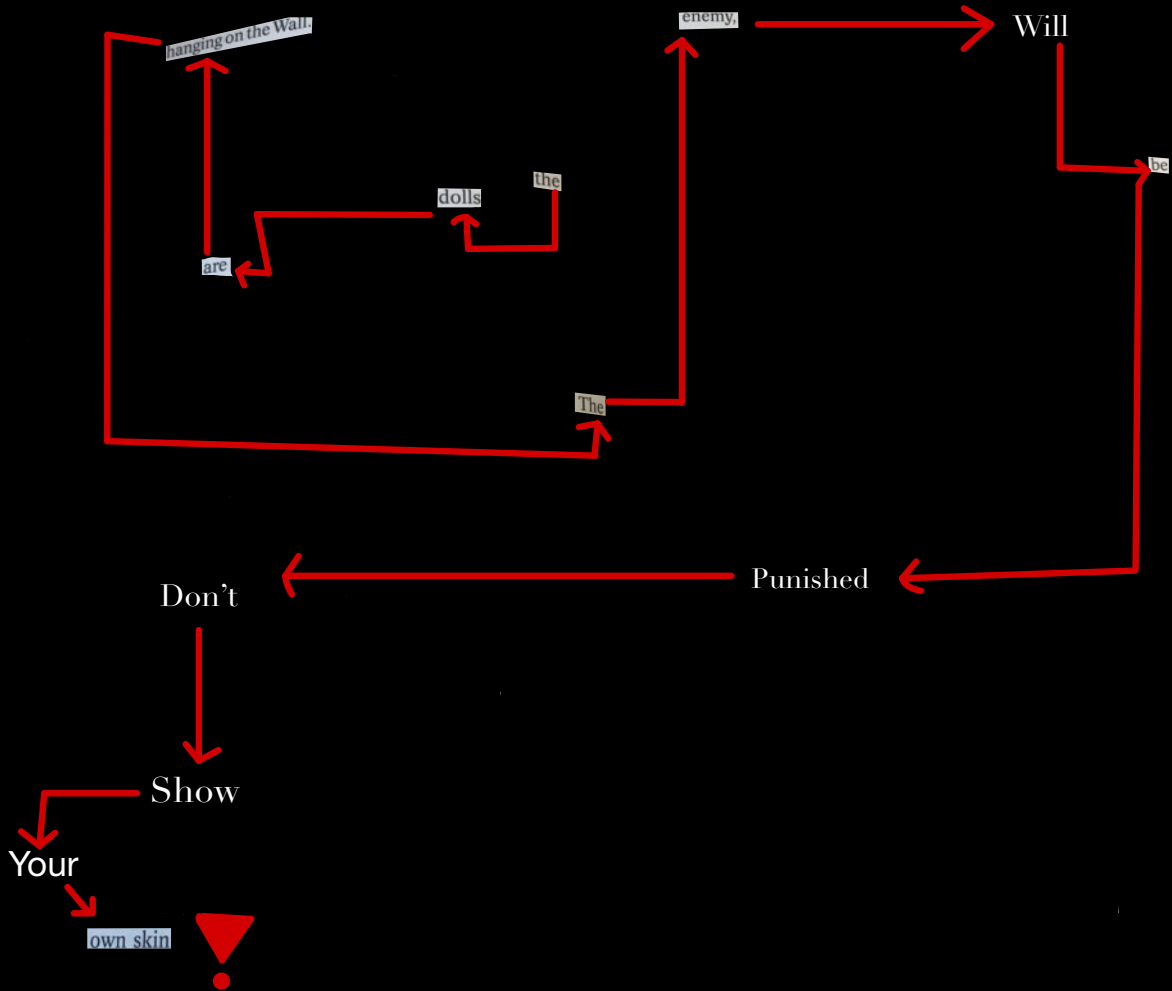 the
dolls
are
hanging on the Wall.
The
enemy,
Will
be
Punished
Don't
Show
Your
own skin
!